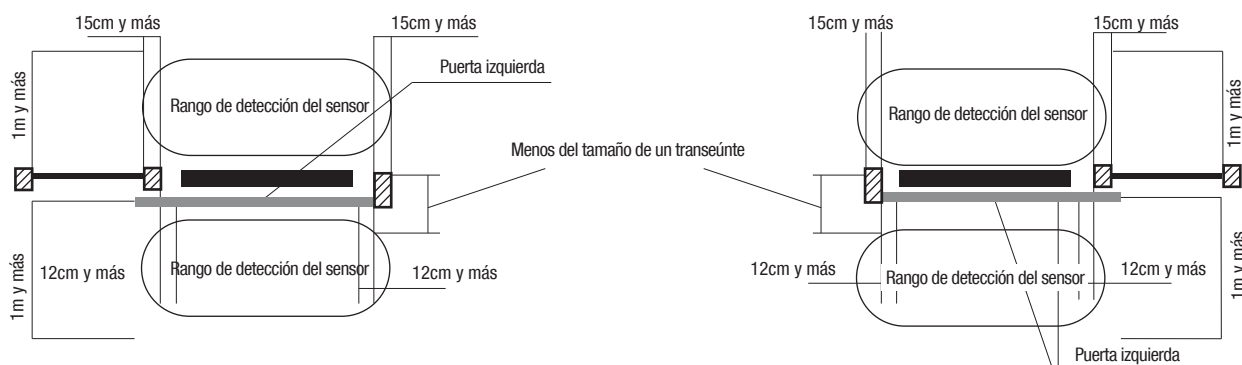 15cm y más
15cm y más
Puerta izquierda
Rango de detección del sensor
1m y más
Menos del tamaño de un transeúnte
1m y más
12cm y más
Rango de detección del sensor
12cm y más
15cm y más
15cm y más
Rango de detección del sensor
1m y más
12cm y más
Rango de detección del sensor
12cm y más
1m y más
Puerta izquierda